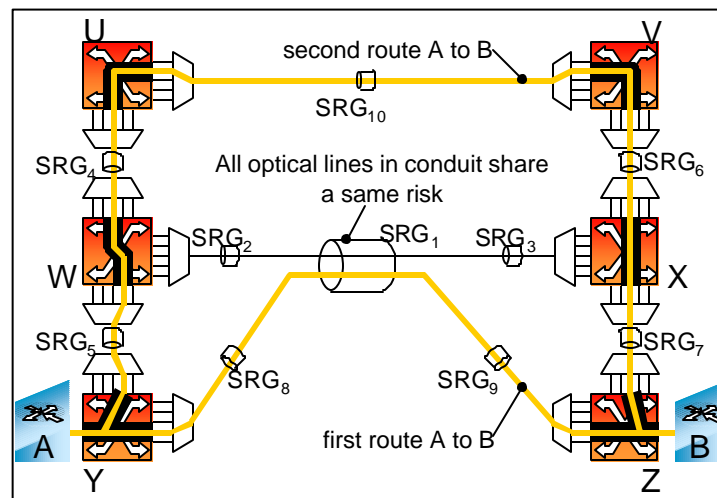 U
V
second route A to B
SRG10
SRG4
SRG6
All optical lines in conduit share
a same risk
SRG2
SRG1
SRG3
W
X
SRG5
SRG7
SRG8
SRG9
A
first route A to B
B
Y
Z